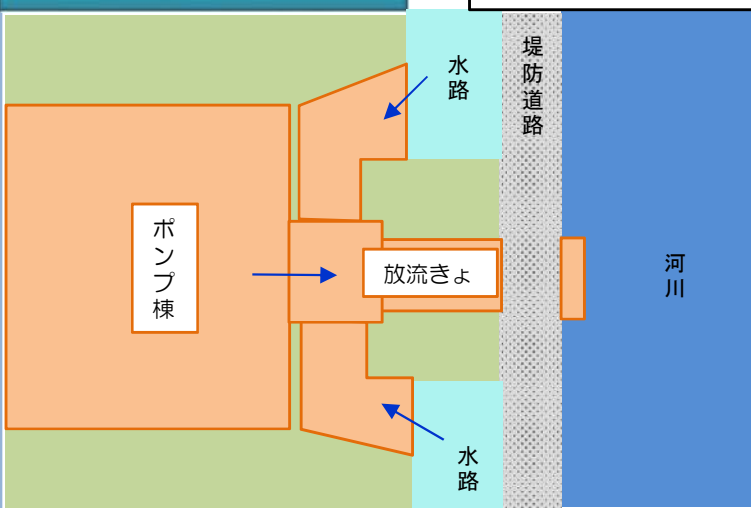 水路
堤防道路
ポンプ棟
放流きょ
河川
水路